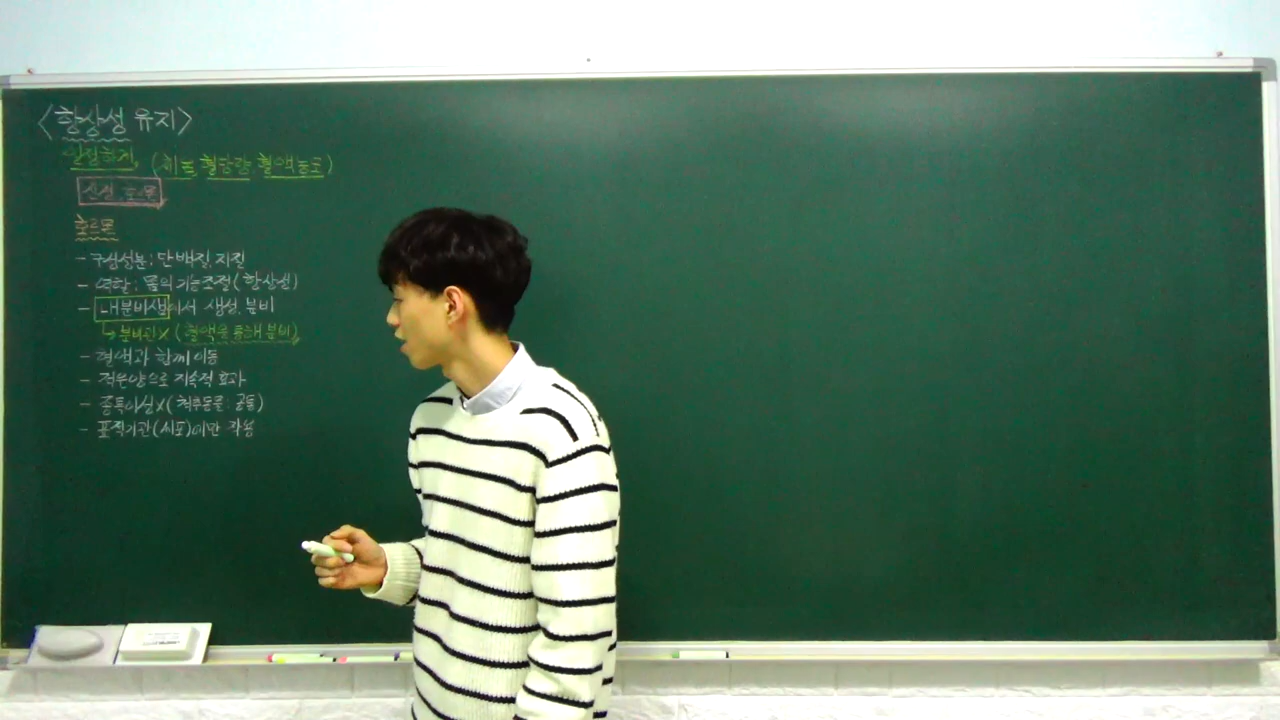 <항상성 유지>
일정하게 (체온, 혈당량, 혈액농도)
신경, 호르몬
호르몬
- 구성성분 : 단백질, 지질
- 역할 : 몸의 기능조절 (항상성)
- 내분비샘에서 생성, 분비
↳ 분비관X (혈액을 통해 분비)
- 혈액과 함께 이동
- 적은양으로 지속적 효과
- 종특이성X (척추동물 : 공통)
- 표적기관(세포)에만 작용